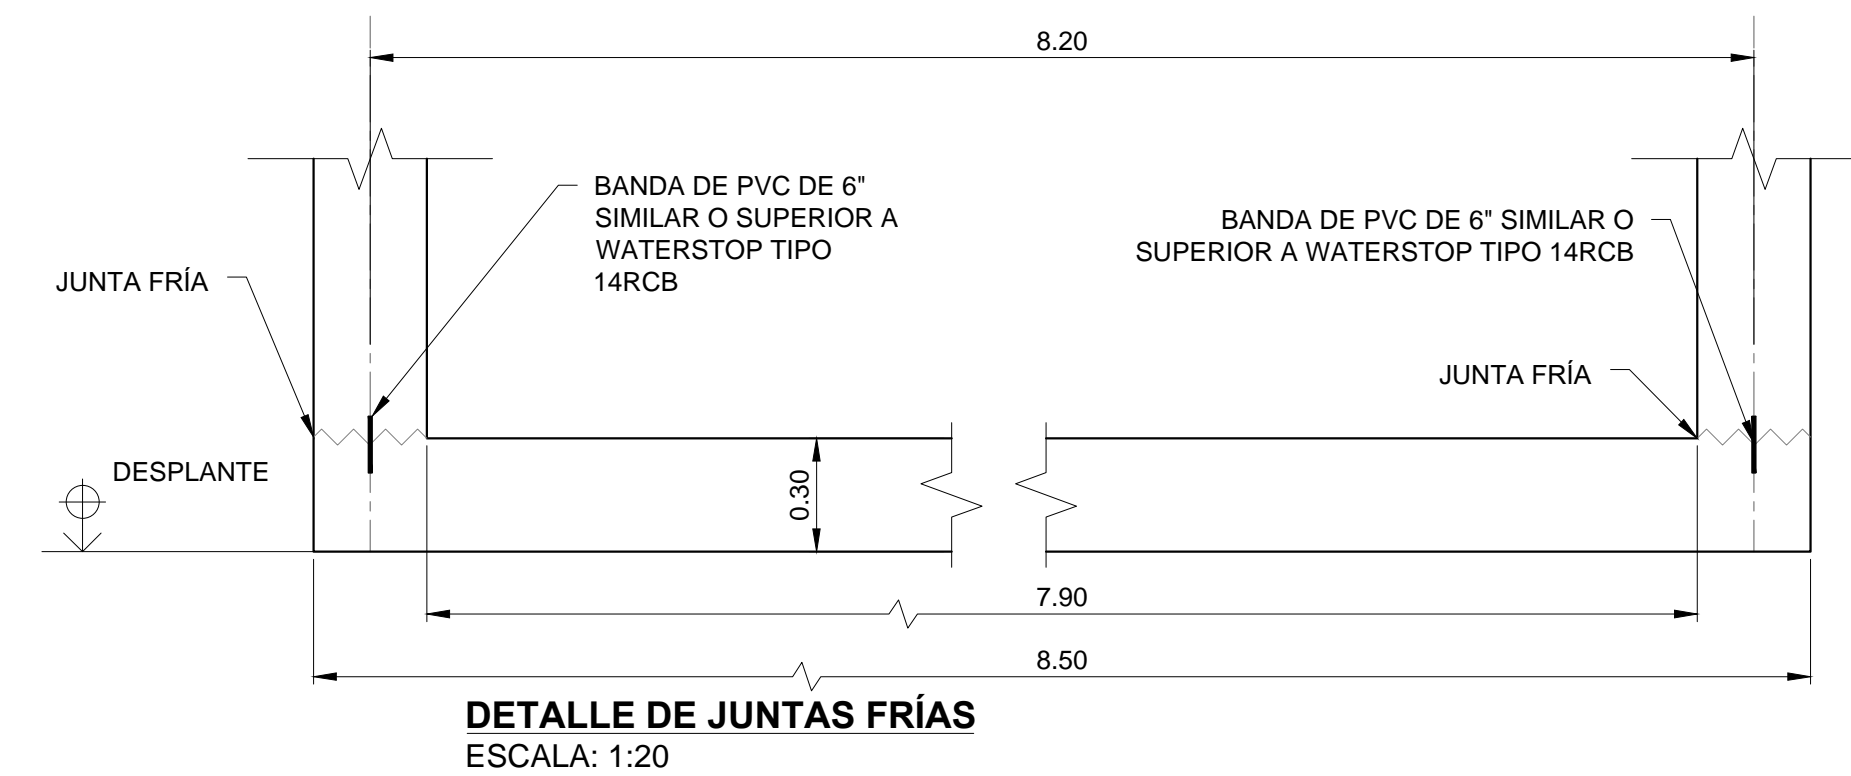 8.20
BANDA DE PVC DE 6"
SIMILAR O SUPERIOR A
WATERSTOP TIPO
14RCB
BANDA DE PVC DE 6" SIMILAR O
SUPERIOR A WATERSTOP TIPO 14RCB
JUNTA FRÍA
JUNTA FRÍA
DESPLANTE
0.30
7.90
8.50
DETALLE DE JUNTAS FRÍAS
ESCALA: 1:20